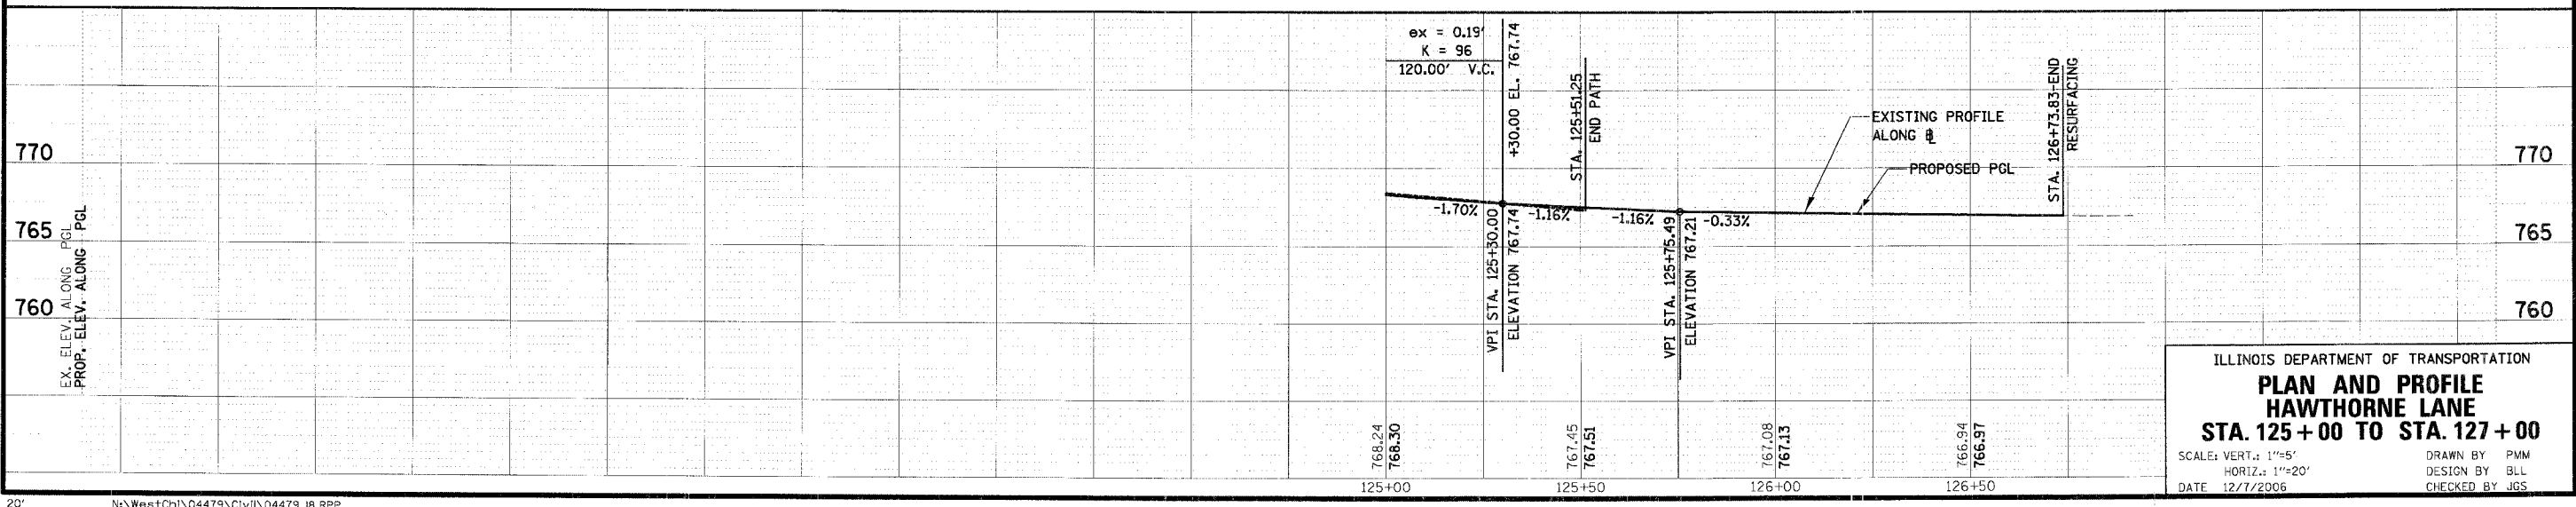 ex = 0.19'
K = 96
120.00' V.C.
+30.00 EL. 767.74
STA. 125+51.25
END PATH
STA. 126+73.83-END
RESURFACING
EXISTING PROFILE
ALONG ℄
PROPOSED PGL
770
770
765
765
760
760
EX. ELEV. ALONG PGL
PROP. ELEV. ALONG PGL
-1.70%
-1.16%
-1.16%
-0.33%
VPI STA. 125+30.00
ELEVATION 767.74
VPI STA. 125+75.49
ELEVATION 767.21
768.24
768.30
767.45
767.51
767.08
767.13
766.94
766.97
125+00
125+50
126+00
126+50
ILLINOIS DEPARTMENT OF TRANSPORTATION
PLAN AND PROFILE
HAWTHORNE LANE
STA. 125+00 TO STA. 127+00
SCALE: VERT.: 1"=5'
HORIZ.: 1"=20'
DATE 12/7/2006
DRAWN BY PMM
DESIGN BY BLL
CHECKED BY JGS
20'